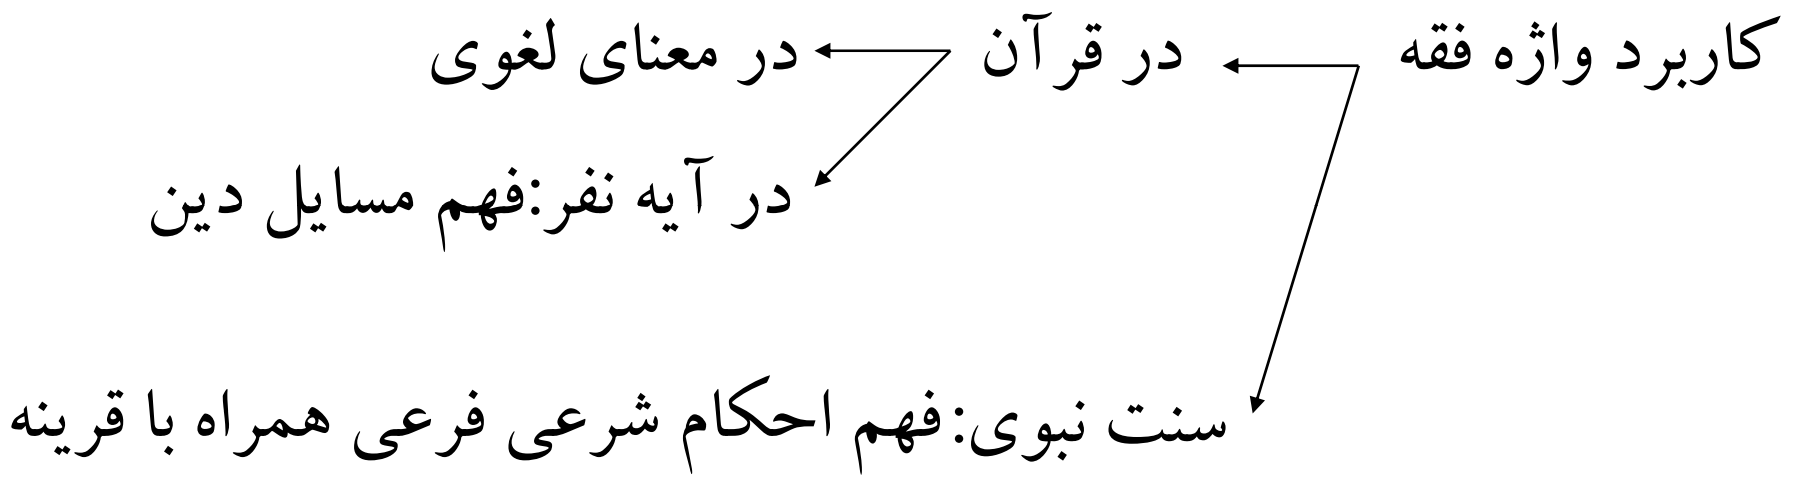 کاربرد واژه فقه در قرآن در معنای لغوی
در آیه نفر:فهم مسایل دین
سنت نبوی:فهم احکام شرعی فرعی همراه با قرینه